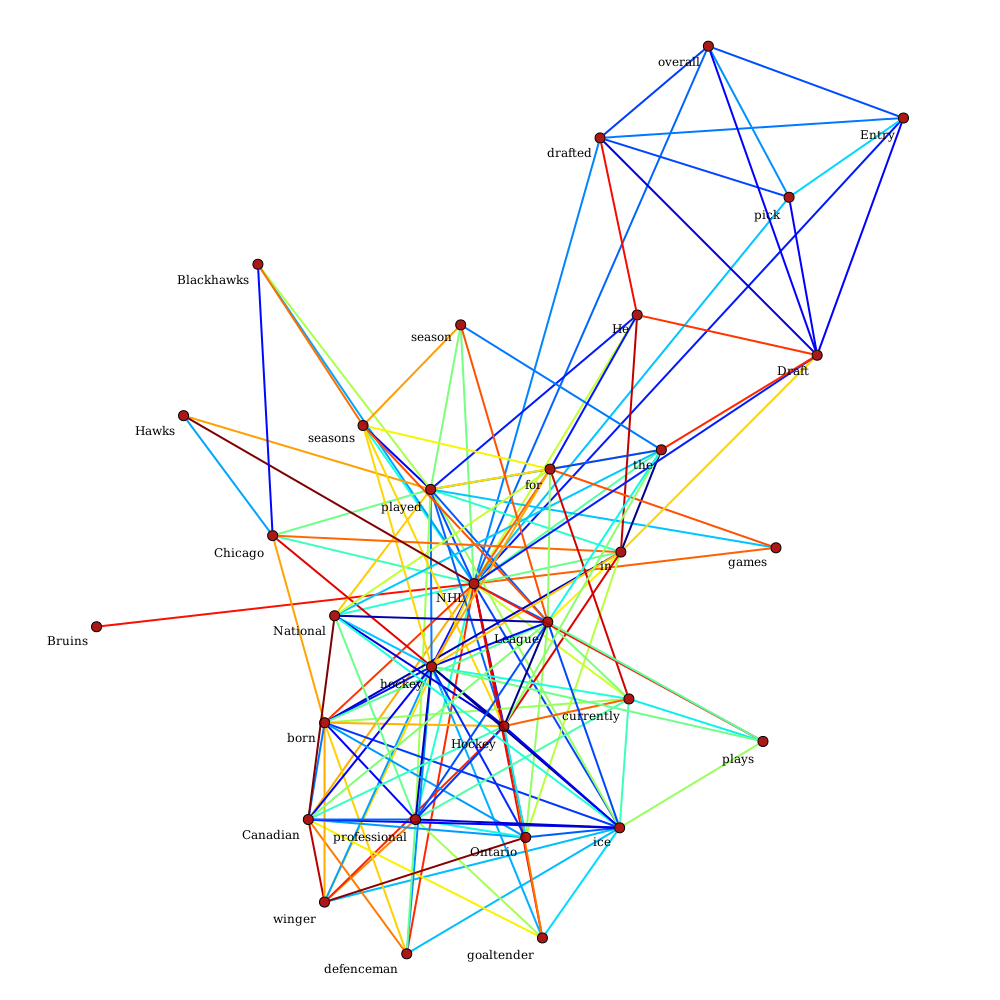 overall
Entry
drafted
pick
Blackhawks
He
season
Draft
Hawks
seasons
the
for
played
Chicago
games
in
NHL
National
Bruins
League
hockey
currently
born
Hockey
plays
Canadian
professional
ice
Ontario
winger
goaltender
defenceman